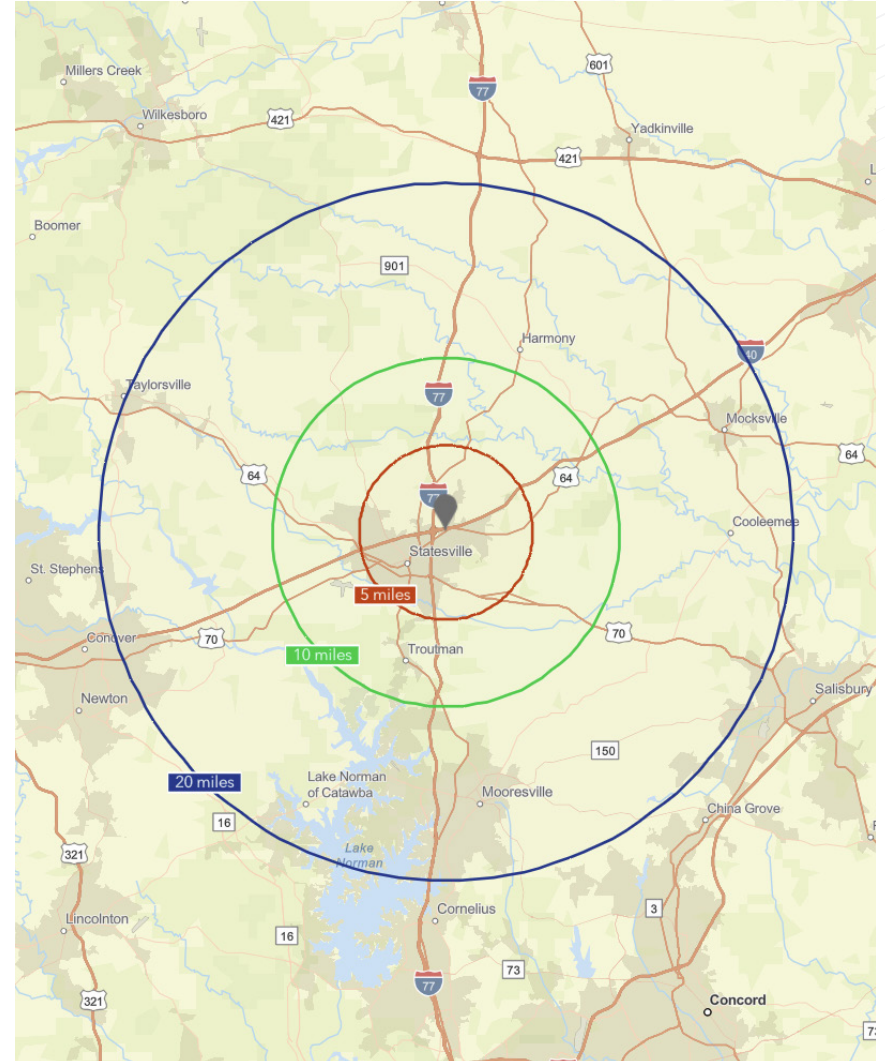 601
Millers Creek
77
Wilkesboro
421
Yadkinville
421
L
Boomer
901
Harmony
40
Taylorsville
77
Mocksville
64
64
64
77
Cooleemee
Statesville
St. Stephens
5 miles
70
70
Conover
10 miles
Troutman
Newton
Salisbury
150
20 miles
Lake Norman
of Catawba
Mooresville
China Grove
16
Lake
Norman
321
Cornelius
3
Lincolnton
16
73
77
321
Concord
73